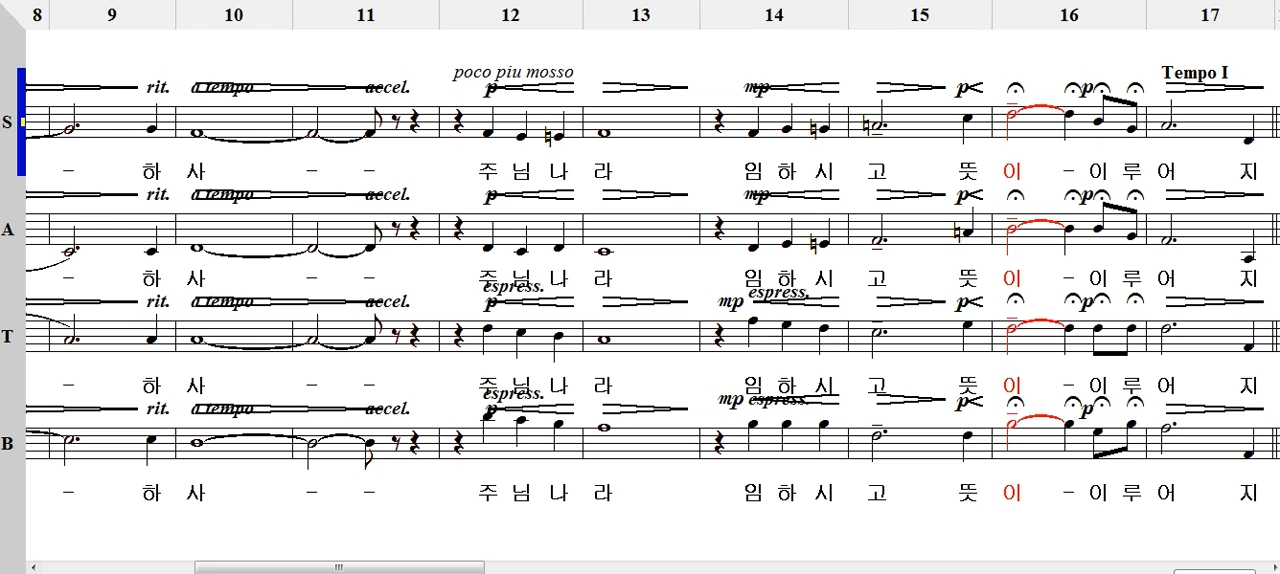 8 9 10 11 12 13 14 15 16 17
poco piu mosso Tempo I
rit. a tempo accel. p mp p p
S
– 하 사 – – 주 님 나 라 임 하 시 고 뜻 이 이 루 어 지
rit. a tempo accel. p mp p p
A
– 하 사 – – 주 님 나 라 임 하 시 고 뜻 이 – 이 루 어 지
espress. espress.
rit. a tempo accel. p mp p p
T
– 하 사 – – 주 님 나 라 임 하 시 고 뜻 이 – 이 루 어 지
espress. mp espress.
rit. a tempo accel. p p p
B
– 하 사 – – 주 님 나 라 임 하 시 고 뜻 이 – 이 루 어 지